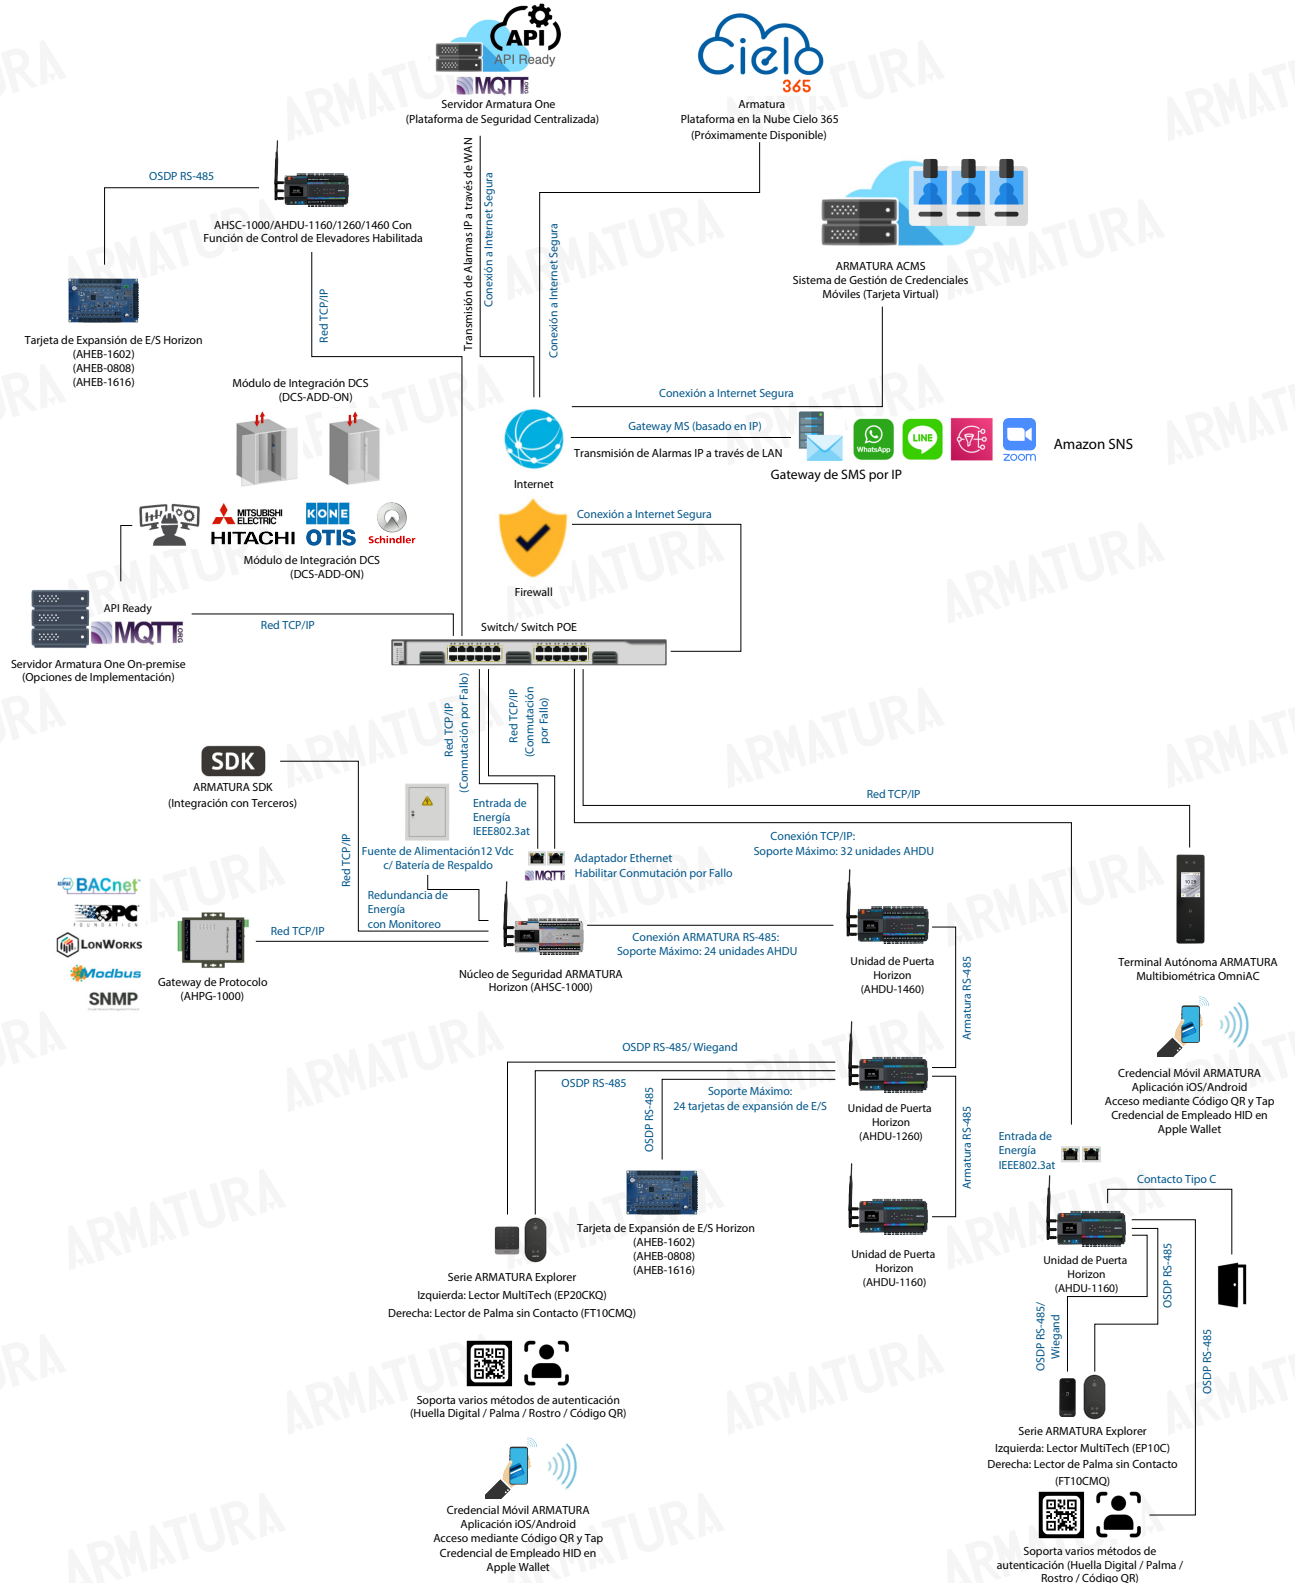 API
API Ready
MQTT.ORG
Servidor Armatura One
(Plataforma de Seguridad Centralizada)
Cielo
365
Armatura
Plataforma en la Nube Cielo 365
(Próximamente Disponible)
OSDP RS-485
AHSC-1000/AHDU-1160/1260/1460 Con
Función de Control de Elevadores Habilitada
Red TCP/IP
Transmisión de Alarmas IP a través de WAN
Conexión a Internet Segura
Conexión a Internet Segura
ARMATURA ACMS
Sistema de Gestión de Credenciales
Móviles (Tarjeta Virtual)
Tarjeta de Expansión de E/S Horizon
(AHEB-1602)
(AHEB-0808)
(AHEB-1616)
Módulo de Integración DCS
(DCS-ADD-ON)
Conexión a Internet Segura
Gateway MS (basado en IP)
Transmisión de Alarmas IP a través de LAN
Internet
WhatsApp
LINE
zoom
Amazon SNS
Gateway de SMS por IP
MITSUBISHI
ELECTRIC
KONE
HITACHI
OTIS
Schindler
Módulo de Integración DCS
(DCS-ADD-ON)
Conexión a Internet Segura
Firewall
API Ready
MQTT.ORG
Red TCP/IP
Servidor Armatura One On-premise
(Opciones de Implementación)
Switch/ Switch POE
Red TCP/IP
(Conmutación por Fallo)
Red TCP/IP
(Conmutación
por Fallo)
SDK
ARMATURA SDK
(Integración con Terceros)
Red TCP/IP
Entrada de
Energía
IEEE802.3at
Fuente de Alimentación12 Vdc
c/ Batería de Respaldo
Adaptador Ethernet
MQTT
Habilitar Conmutación por Fallo
Redundancia de
Energía
con Monitoreo
Red TCP/IP
Conexión TCP/IP:
Soporte Máximo: 32 unidades AHDU
BACnet
OPC
FOUNDATION
LONWORKS
Modbus
SNMP
Red TCP/IP
Gateway de Protocolo
(AHPG-1000)
Núcleo de Seguridad ARMATURA
Horizon (AHSC-1000)
Conexión ARMATURA RS-485:
Soporte Máximo: 24 unidades AHDU
Unidad de Puerta
Horizon
(AHDU-1460)
Armatura RS-485
Terminal Autónoma ARMATURA
Multibiométrica OmniAC
Credencial Móvil ARMATURA
Aplicación iOS/Android
Acceso mediante Código QR y Tap
Credencial de Empleado HID en
Apple Wallet
OSDP RS-485/ Wiegand
OSDP RS-485
OSDP RS-485
Soporte Máximo:
24 tarjetas de expansión de E/S
Unidad de Puerta
Horizon
(AHDU-1260)
Armatura RS-485
Entrada de
Energía
IEEE802.3at
Contacto Tipo C
Tarjeta de Expansión de E/S Horizon
(AHEB-1602)
(AHEB-0808)
(AHEB-1616)
Unidad de Puerta
Horizon
(AHDU-1160)
Unidad de Puerta
Horizon
(AHDU-1160)
OSDP RS-485
OSDP RS-485/
Wiegand
OSDP RS-485
Serie ARMATURA Explorer
Izquierda: Lector MultiTech (EP20CKQ)
Derecha: Lector de Palma sin Contacto (FT10CMQ)
Soporta varios métodos de autenticación
(Huella Digital / Palma / Rostro / Código QR)
Credencial Móvil ARMATURA
Aplicación iOS/Android
Acceso mediante Código QR y Tap
Credencial de Empleado HID en
Apple Wallet
Serie ARMATURA Explorer
Izquierda: Lector MultiTech (EP10C)
Derecha: Lector de Palma sin Contacto
(FT10CMQ)
Soporta varios métodos de
autenticación (Huella Digital / Palma /
Rostro / Código QR)
ARMATURA